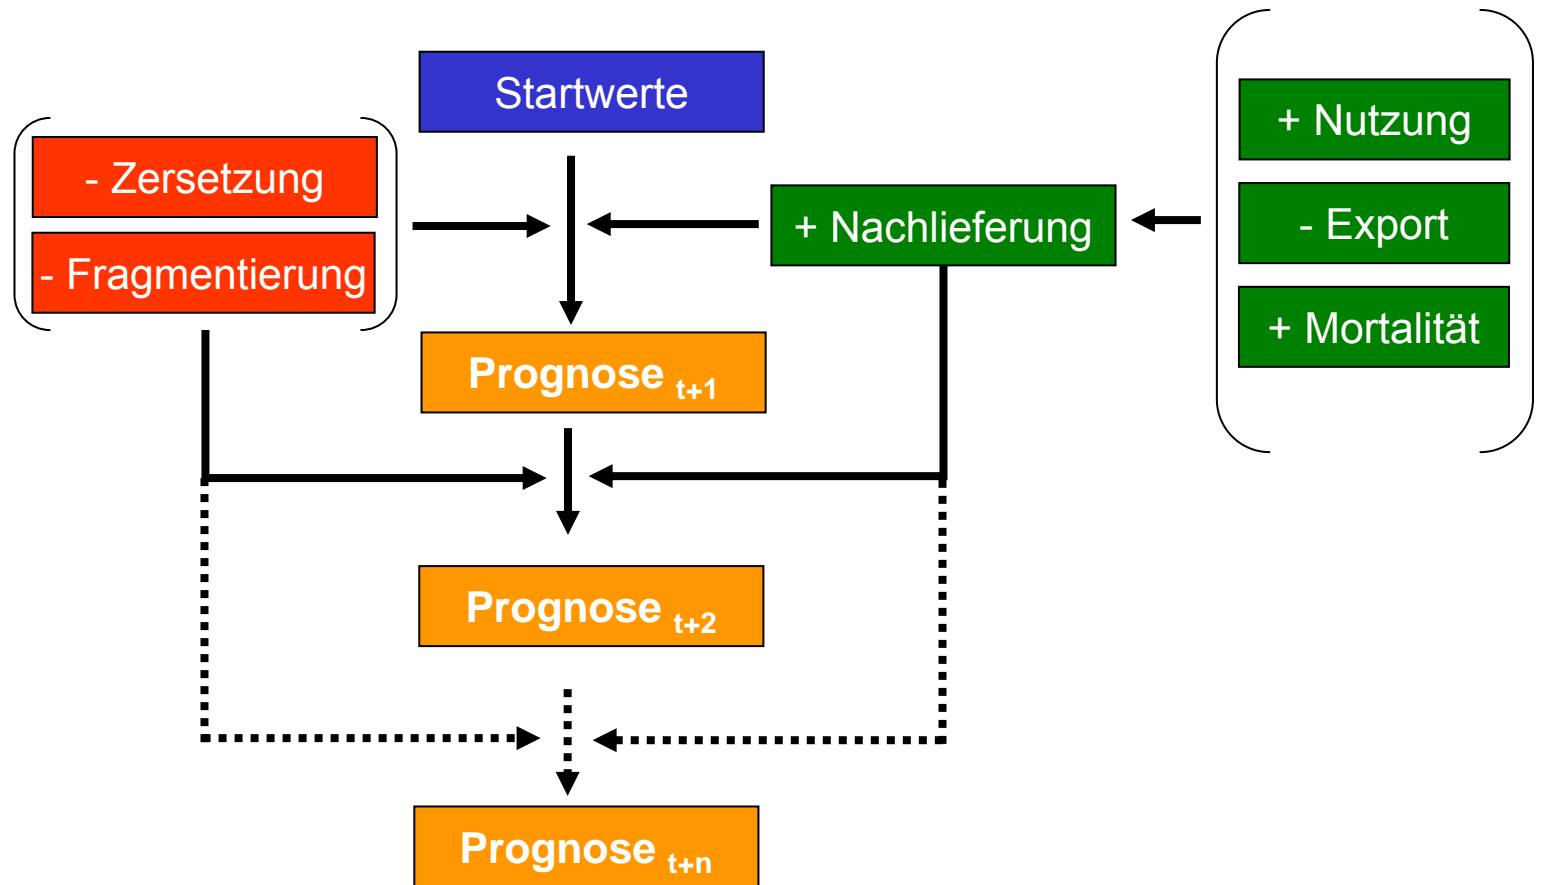 Startwerte
- Zersetzung
- Fragmentierung
+ Nachlieferung
+ Nutzung
- Export
+ Mortalität
Prognose t+1
Prognose t+2
Prognose t+n